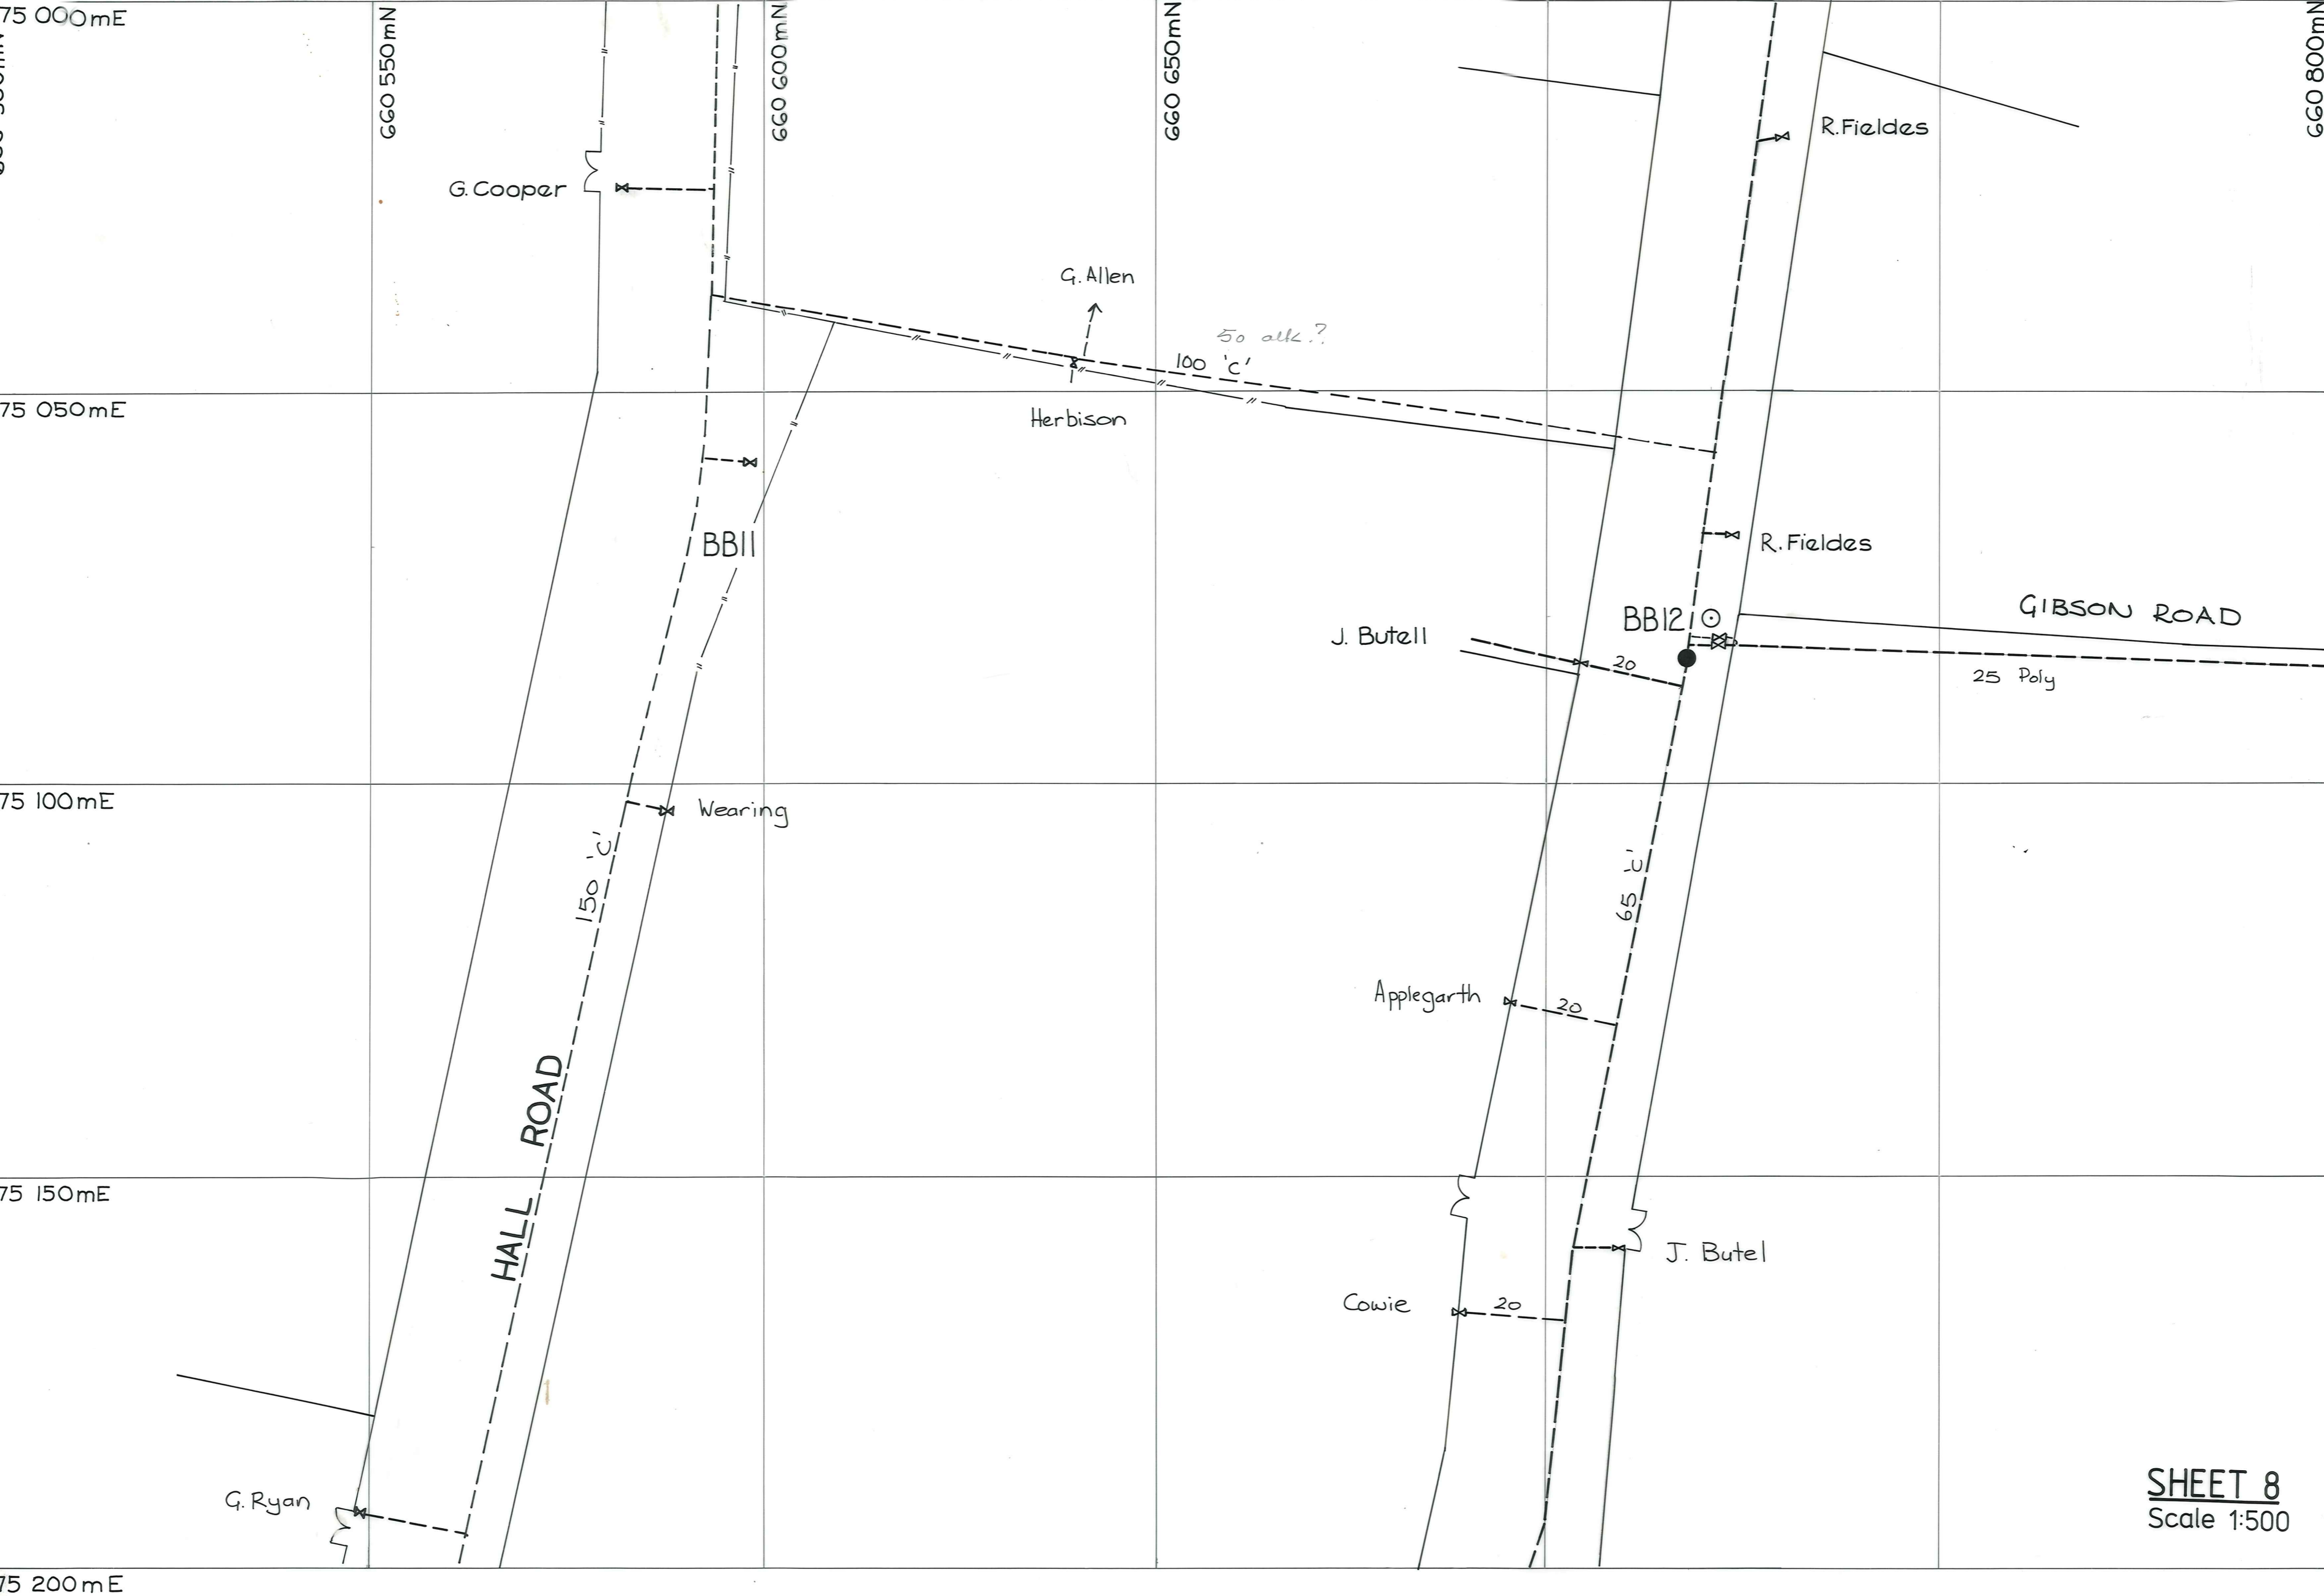 75 000mE
660 550mN
660 600mN
660 650mN
660 800mN
R.Fieldes
G.Cooper
G.Allen
50 alk.?
100 'C'
75 050mE
Herbison
BB11
R.Fieldes
GIBSON ROAD
BB12
J. Butell
20
25 Poly
75 100mE
Wearing
150 'C'
65 'C'
Applegarth
20
HALL ROAD
75 150mE
J. Butel
Cowie
20
G.Ryan
SHEET 8
Scale 1:500
75 200mE